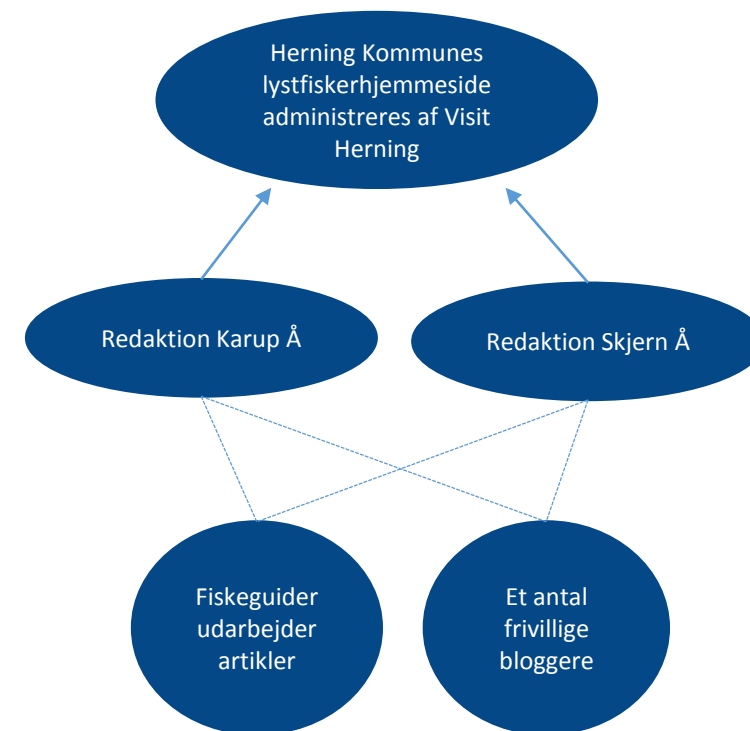 Herning Kommunes
lystfiskerhjemmeside
administreres af Visit
Herning
Redaktion Karup Å
Redaktion Skjern Å
Fiskeguider
udarbejder
artikler
Et antal
frivillige
bloggere